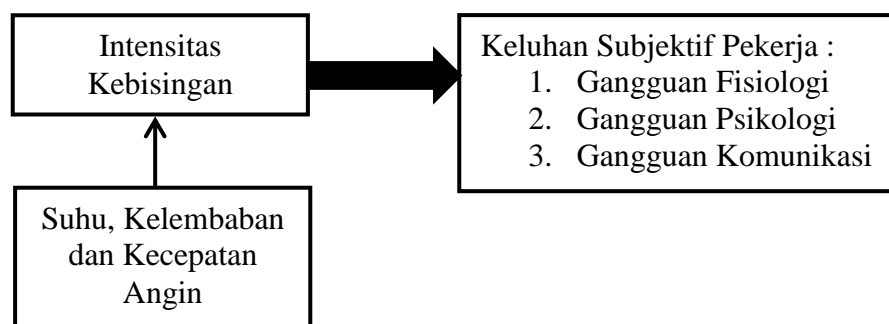 Intensitas
Kebisingan
Keluhan Subjektif Pekerja :
1. Gangguan Fisiologi
2. Gangguan Psikologi
3. Gangguan Komunikasi
Suhu, Kelembaban
dan Kecepatan
Angin